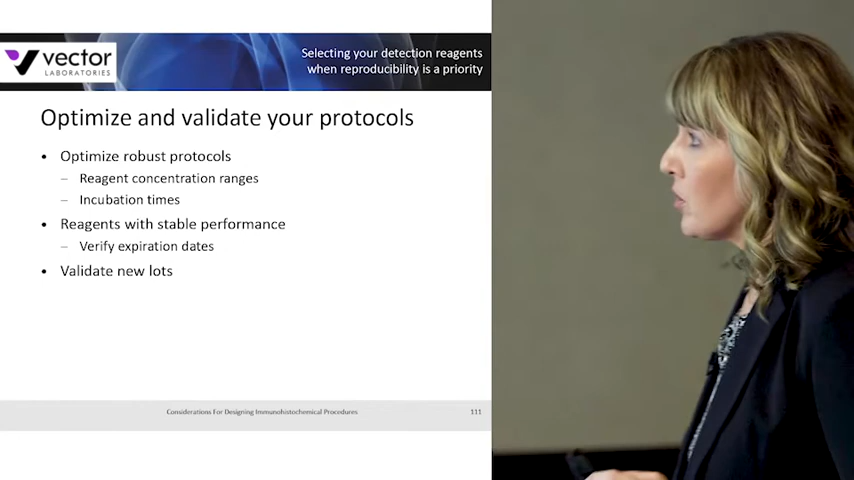 vector
LABORATORIES
Selecting your detection reagents
when reproducibility is a priority
Optimize and validate your protocols
• Optimize robust protocols
– Reagent concentration ranges
– Incubation times
• Reagents with stable performance
– Verify expiration dates
• Validate new lots
Considerations For Designing Immunohistochemical Procedures
111